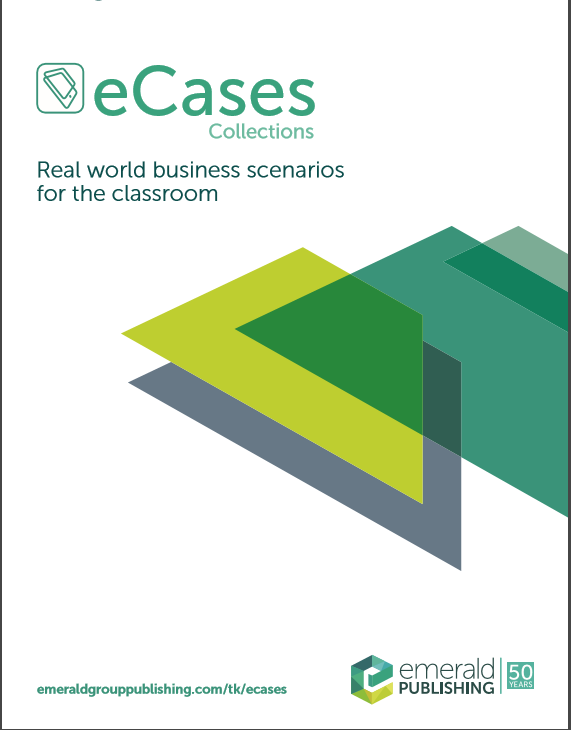 eCases
Collections
Real world business scenarios
for the classroom
emeraldgrouppublishing.com/tk/ecases
emerald
PUBLISHING
50
YEARS